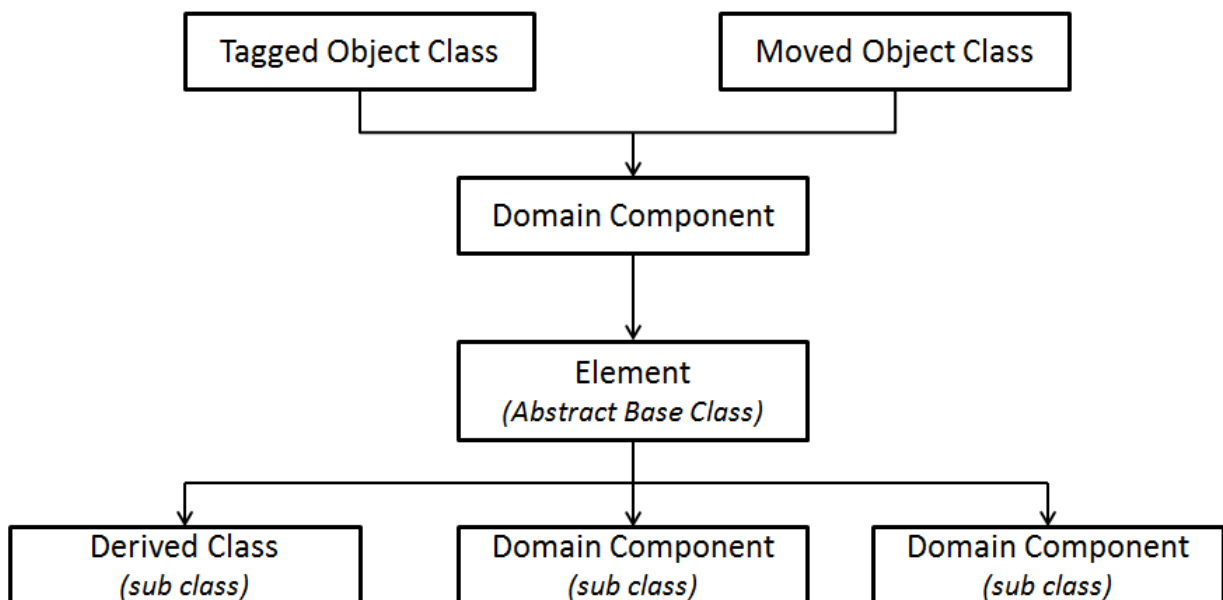 Tagged Object Class
Moved Object Class
Domain Component
Element
(Abstract Base Class)
Derived Class
(sub class)
Domain Component
(sub class)
Domain Component
(sub class)